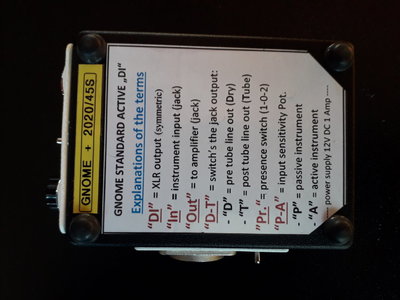 GNOME + 2020/45S
GNOME STANDARD ACTIVE „DI“
Explanations of the terms
“DI” = XLR output (symmetric)
“In” = instrument input (jack)
“Out” = to amplifier (jack)
“D-T” = switch's the jack output:
- “D” = pre tube line out (Dry)
- “T” = post tube line out (Tube)
“Pr.“=presence switch (1-0-2)
“P-A” = input sensitivity Pot.
- “P” = passive instrument
- “A” = active instrument
power supply 12V DC 1 Amp ----